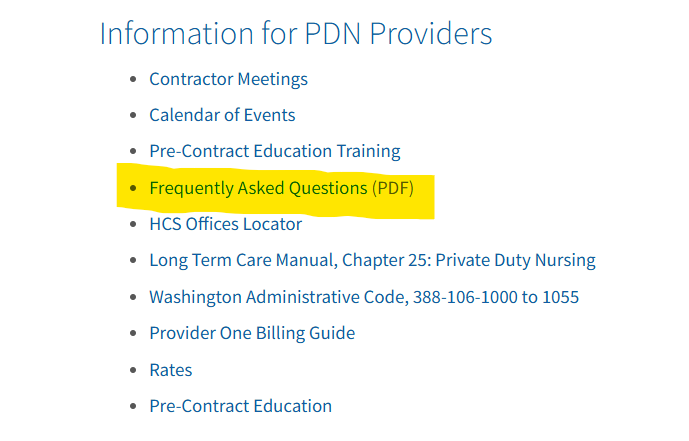 Information for PDN Providers
• Contractor Meetings
• Calendar of Events
• Pre-Contract Education Training
• Frequently Asked Questions (PDF)
• HCS Offices Locator
• Long Term Care Manual, Chapter 25: Private Duty Nursing
• Washington Administrative Code, 388-106-1000 to 1055
• Provider One Billing Guide
• Rates
• Pre-Contract Education